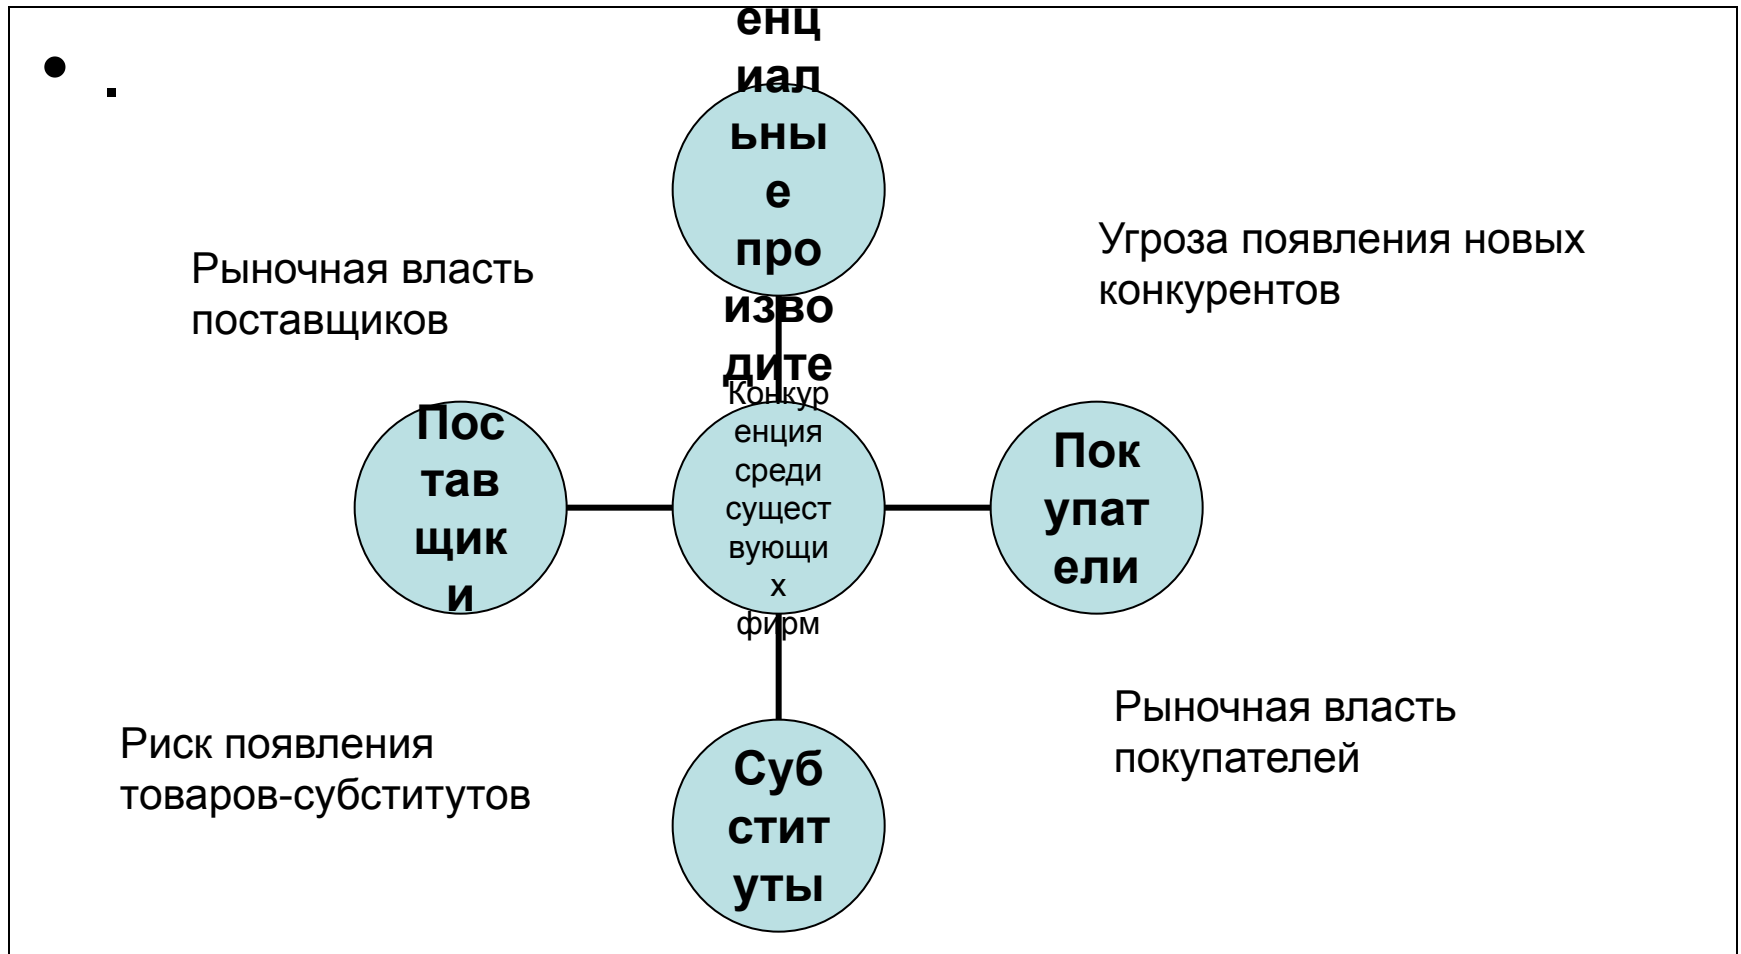 енц
иал
ьны
е
про
изво
дите
Рыночная власть
поставщиков
Угроза появления новых
конкурентов
Пос
тав
щик
и
Конкур
енция
среди
сущест
вующи
х
фирм
Пок
упат
ели
Риск появления
товаров-субститутов
Суб
стит
уты
Рыночная власть
покупателей